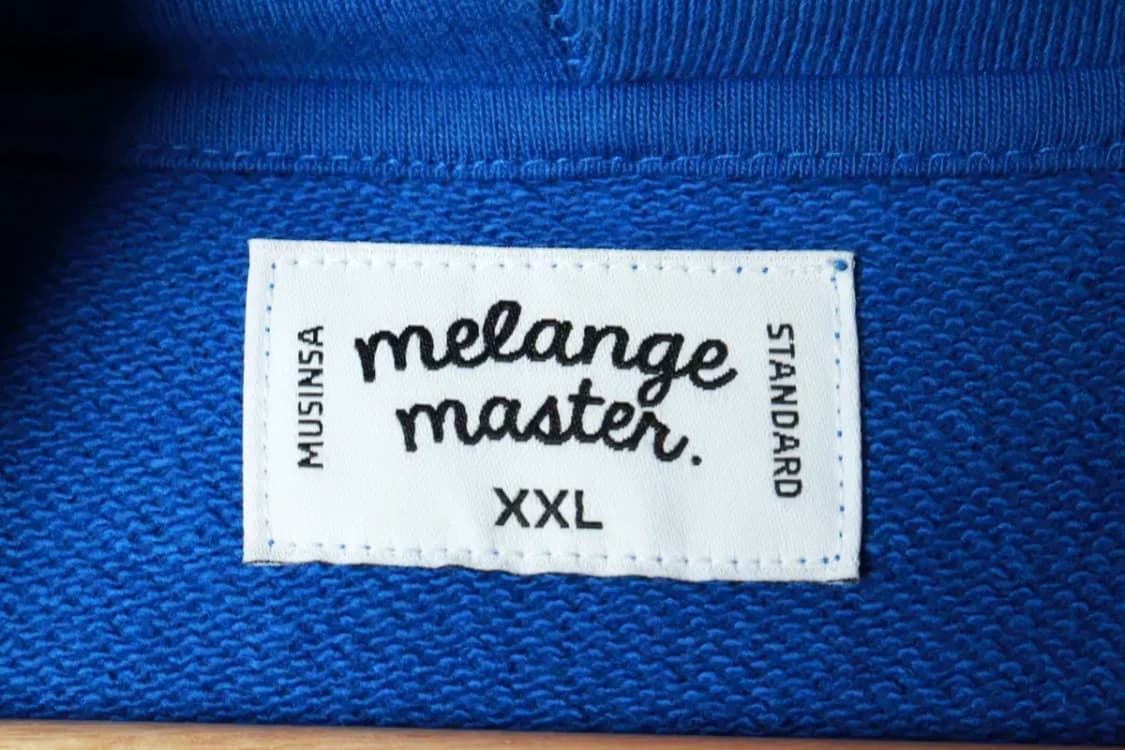 MUSINSA
melange
master.
XXL
STANDARD